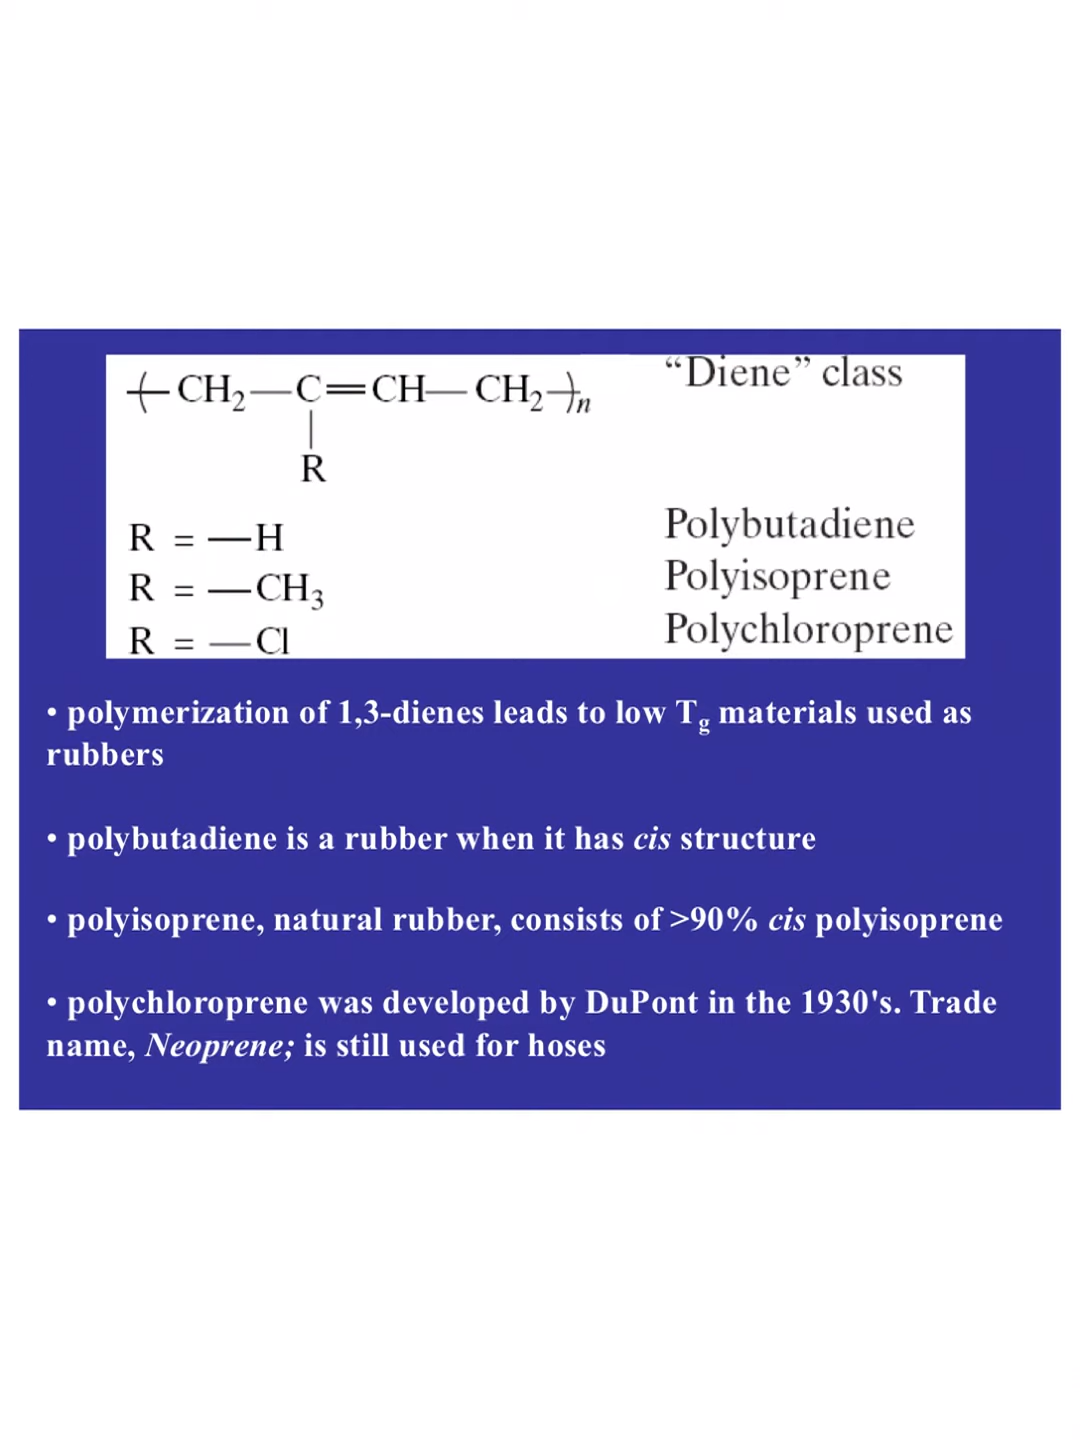 -(-CH₂—C=CH—CH₂-)-ₙ “Diene” class
|
R
R = —H Polybutadiene
R = —CH₃ Polyisoprene
R = —Cl Polychloroprene
• polymerization of 1,3-dienes leads to low Tg materials used as
rubbers
• polybutadiene is a rubber when it has cis structure
• polyisoprene, natural rubber, consists of >90% cis polyisoprene
• polychloroprene was developed by DuPont in the 1930's. Trade
name, Neoprene; is still used for hoses